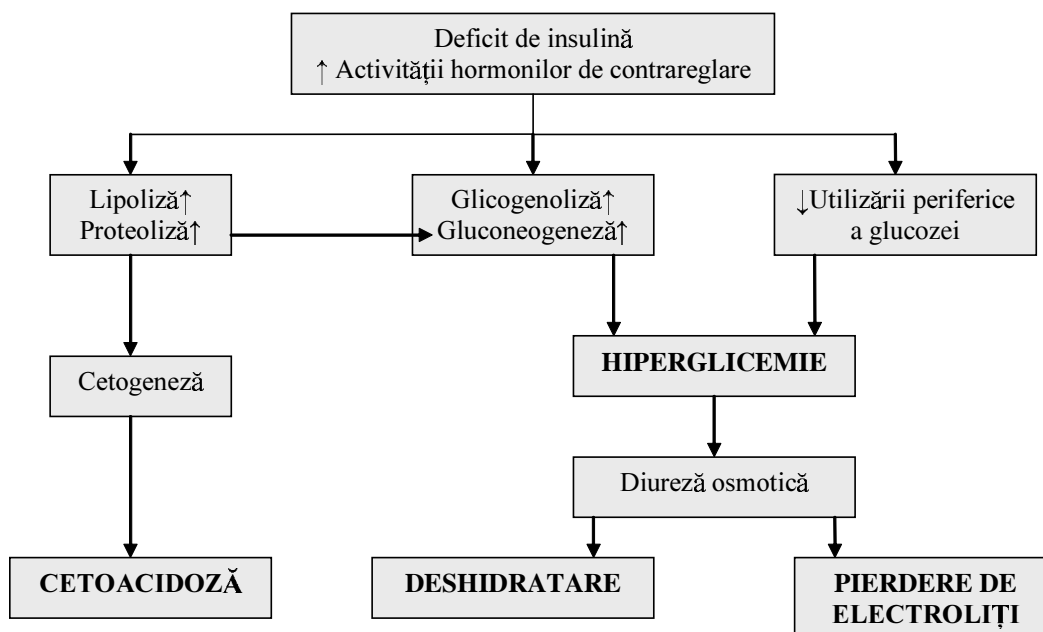 Deficit de insulină
↑ Activității hormonilor de contrareglare
Lipoliză↑
Proteoliză↑
Glicogenoliză↑
Gluconeogeneză↑
↓Utilizării periferice
a glucozei
Cetogeneză
HIPERGLICEMIE
Diureză osmotică
CETOACIDOZĂ
DESHIDRATARE
PIERDERE DE
ELECTROLIȚI